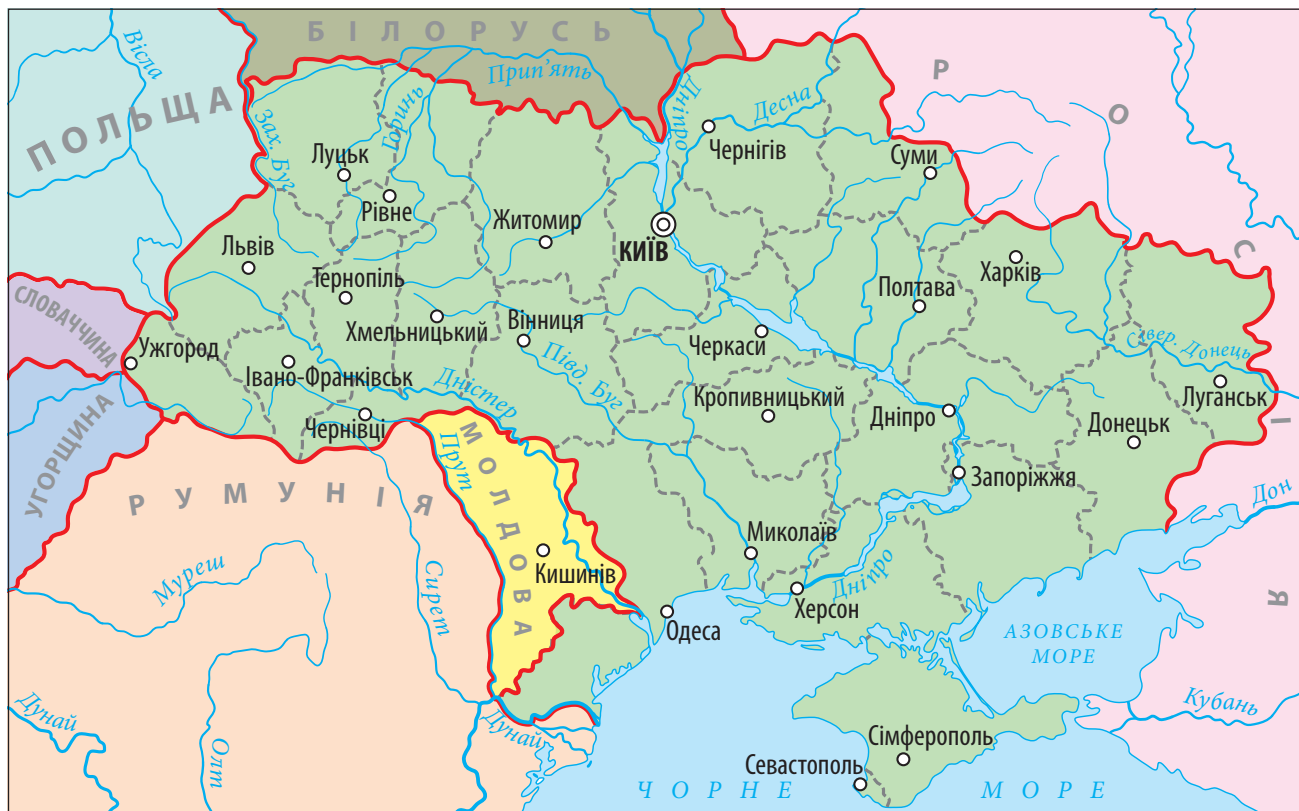 БІЛОРУСЬ
Вісла
Прип'ять
РОСІЯ
ПОЛЬЩА
Дніпро
Десна
Горинь
Зах. Буг
Чернігів
Луцьк
Суми
Рівне
Житомир
КИЇВ
Львів
Харків
Тернопіль
Полтава
СЛОВАЧЧИНА
Хмельницький
Вінниця
Черкаси
Сівер. Донець
Ужгород
Івано-Франківськ
Півд. Буг
Дністер
Кропивницький
Луганськ
Дніпро
Донецьк
Чернівці
УГОРЩИНА
МОЛДОВА
Прут
Запоріжжя
РУМУНІЯ
Дон
Миколаїв
Кишинів
Муреш
Сирет
Дніпро
Херсон
Одеса
АЗОВСЬКЕ
МОРЕ
Кубань
Дунай
Дунай
Олт
Сімферополь
Севастополь
ЧОРНЕ МОРЕ